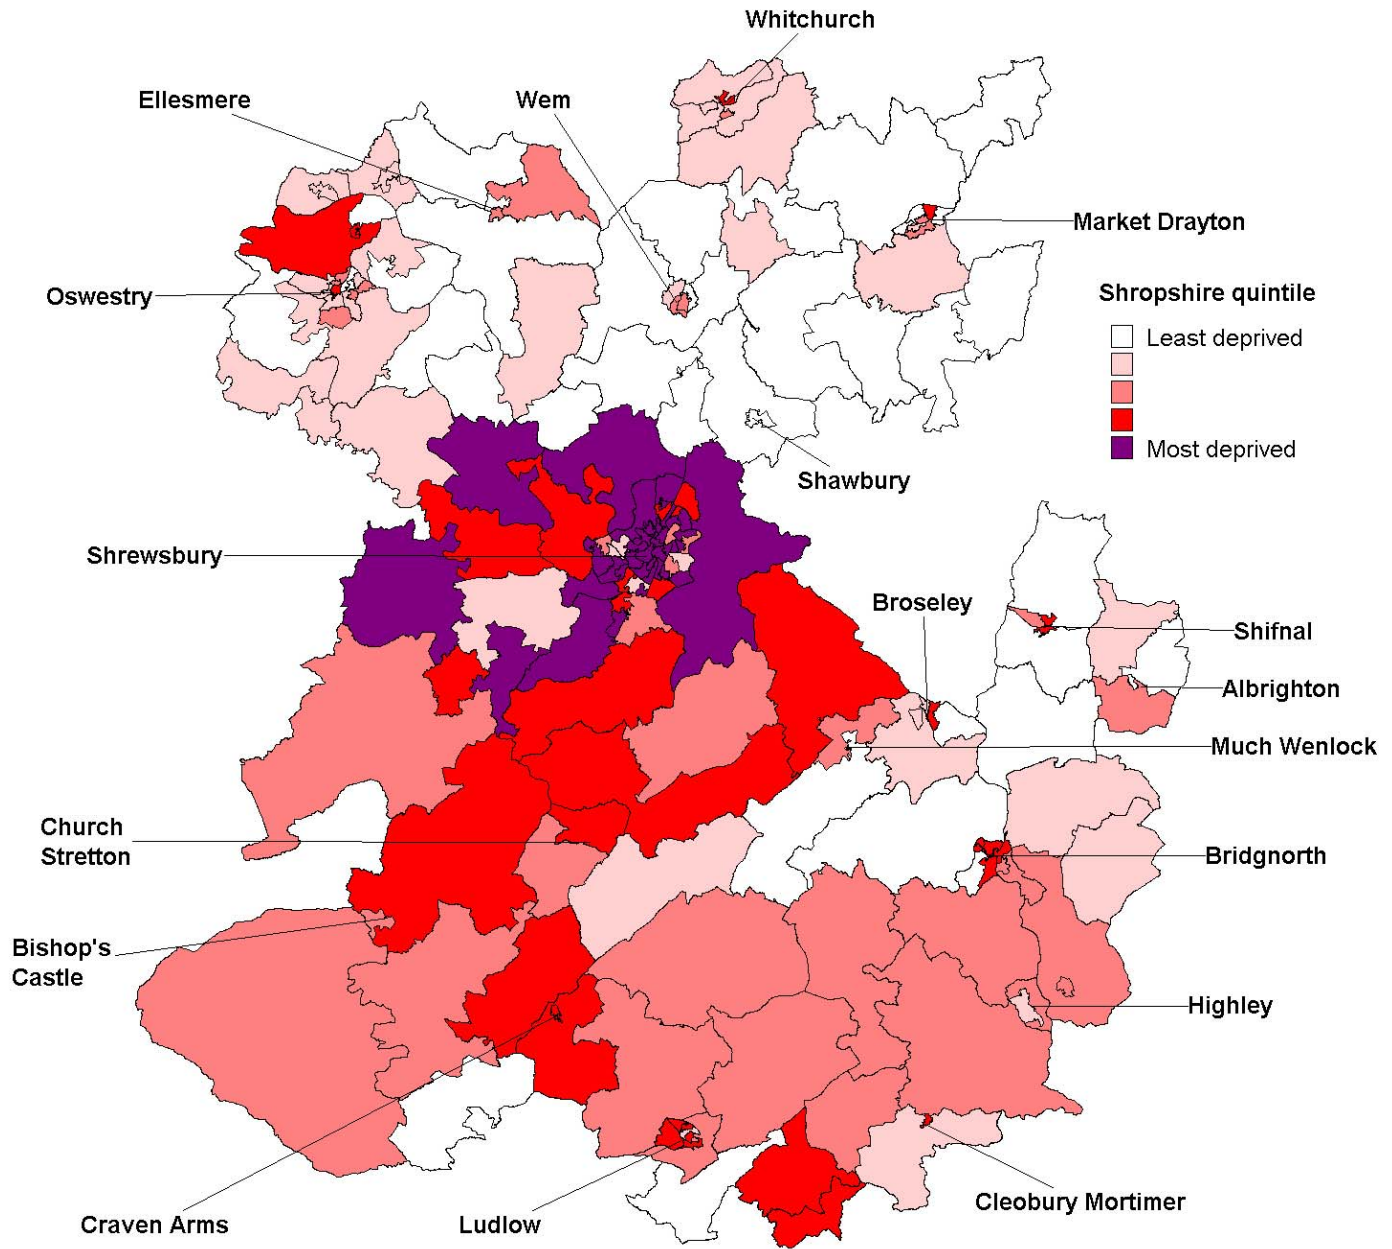 Whitchurch
Ellesmere
Wem
Market Drayton
Oswestry
Shropshire quintile
Least deprived
Most deprived
Shawbury
Shrewsbury
Broseley
Shifnal
Albrighton
Much Wenlock
Church
Stretton
Bridgnorth
Bishop's
Castle
Highley
Cleobury Mortimer
Craven Arms
Ludlow